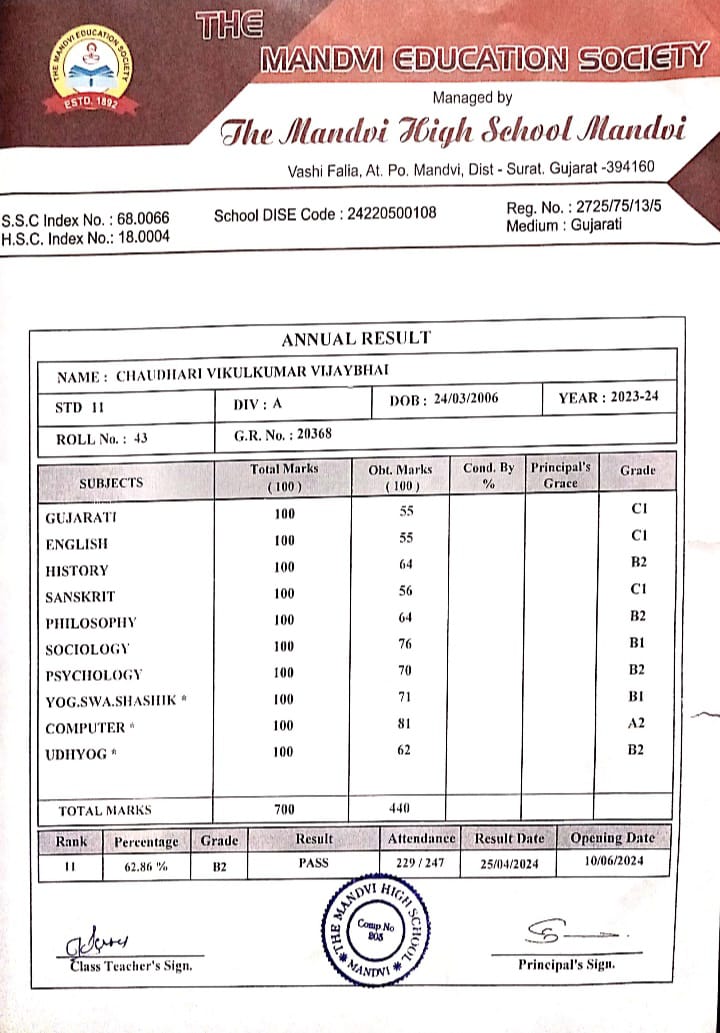 THE MANDVI EDUCATION SOCIETY
ESTD. 1892
THE
MANDVI EDUCATION SOCIETY
Managed by
The Mandvi High School Mandvi
Vashi Falia, At. Po. Mandvi, Dist - Surat. Gujarat -394160
S.S.C Index No. : 68.0066
H.S.C. Index No.: 18.0004
School DISE Code : 24220500108
Reg. No. : 2725/75/13/5
Medium : Gujarati
ANNUAL RESULT
NAME : CHAUDHARI VIKULKUMAR VIJAYBHAI
STD 11 DIV : A DOB : 24/03/2006 YEAR : 2023-24
ROLL No. : 43 G.R. No. : 20368
SUBJECTS Total Marks (100) Obt. Marks (100) Cond. By % Principal's Grace Grade
GUJARATI 100 55 C1
ENGLISH 100 55 C1
HISTORY 100 64 B2
SANSKRIT 100 56 C1
PHILOSOPHY 100 64 B2
SOCIOLOGY 100 76 B1
PSYCHOLOGY 100 70 B2
YOG.SWA.SHASHIK * 100 71 B1
COMPUTER * 100 81 A2
UDHYOG * 100 62 B2
TOTAL MARKS 700 440
Rank Percentage Grade Result Attendance Result Date Opening Date
11 62.86 % B2 PASS 229 / 247 25/04/2024 10/06/2024
THE MANDVI HIGH SCHOOL
Comp.No
MANDVI
Class Teacher's Sign.
Principal's Sign.